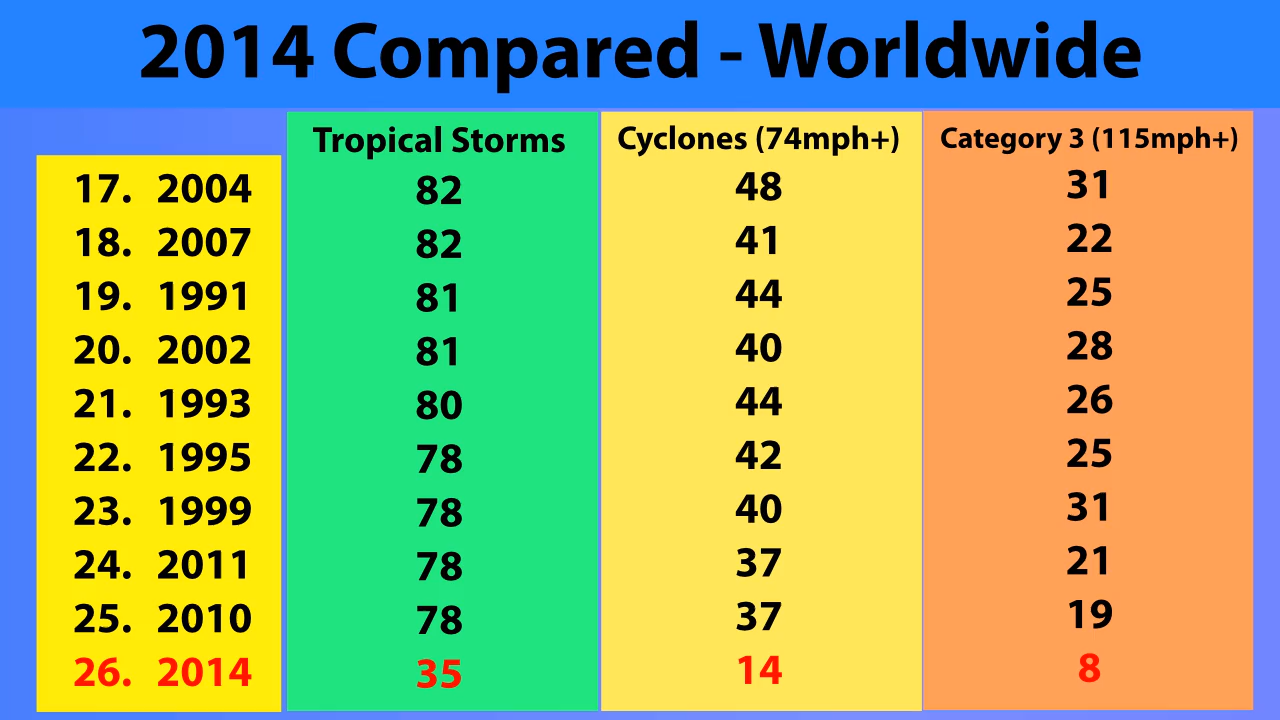 2014 Compared - Worldwide
Tropical Storms Cyclones (74mph+) Category 3 (115mph+)
17. 2004 82 48 31
18. 2007 82 41 22
19. 1991 81 44 25
20. 2002 81 40 28
21. 1993 80 44 26
22. 1995 78 42 25
23. 1999 78 40 31
24. 2011 78 37 21
25. 2010 78 37 19
26. 2014 35 14 8